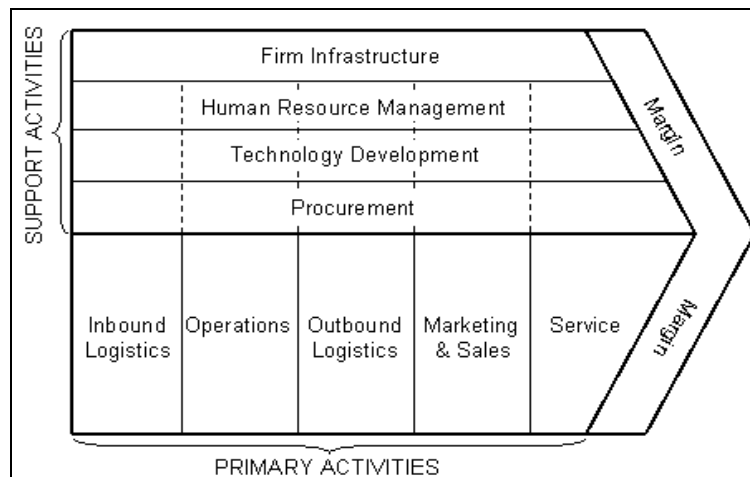 SUPPORT ACTIVITIES
Firm Infrastructure
Human Resource Management
Technology Development
Procurement
Margin
Inbound
Logistics
Operations
Outbound
Logistics
Marketing
& Sales
Service
Margin
PRIMARY ACTIVITIES